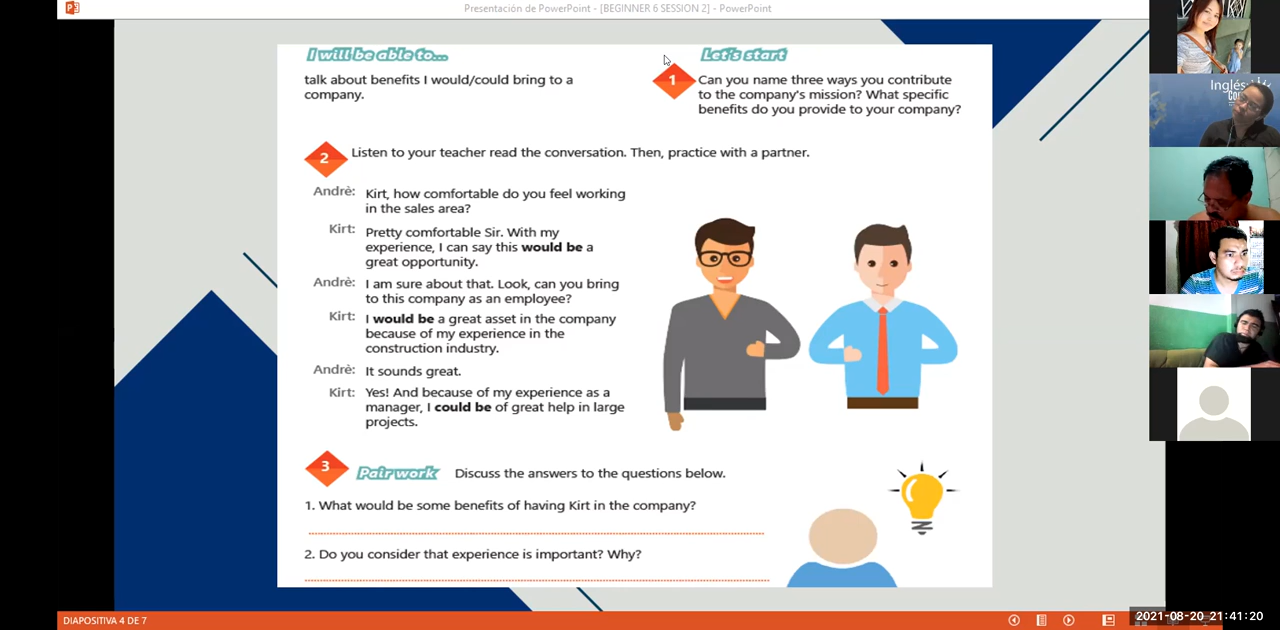 Presentación de PowerPoint - [BEGINNER 6 SESSION 2] - PowerPoint
I will be able to...
talk about benefits I would/could bring to a
company.
Let's start
1
Can you name three ways you contribute
to the company's mission? What specific
benefits do you provide to your company?
2
Listen to your teacher read the conversation. Then, practice with a partner.
Andrè: Kirt, how comfortable do you feel working
in the sales area?
Kirt: Pretty comfortable Sir. With my
experience, I can say this would be a
great opportunity.
Andrè: I am sure about that. Look, can you bring
to this company as an employee?
Kirt: I would be a great asset in the company
because of my experience in the
construction industry.
Andrè: It sounds great.
Kirt: Yes! And because of my experience as a
manager, I could be of great help in large
projects.
3
Pair work Discuss the answers to the questions below.
1. What would be some benefits of having Kirt in the company?
2. Do you consider that experience is important? Why?
DIAPOSITIVA 4 DE 7
Inglés
2021-08-20 21:41:20